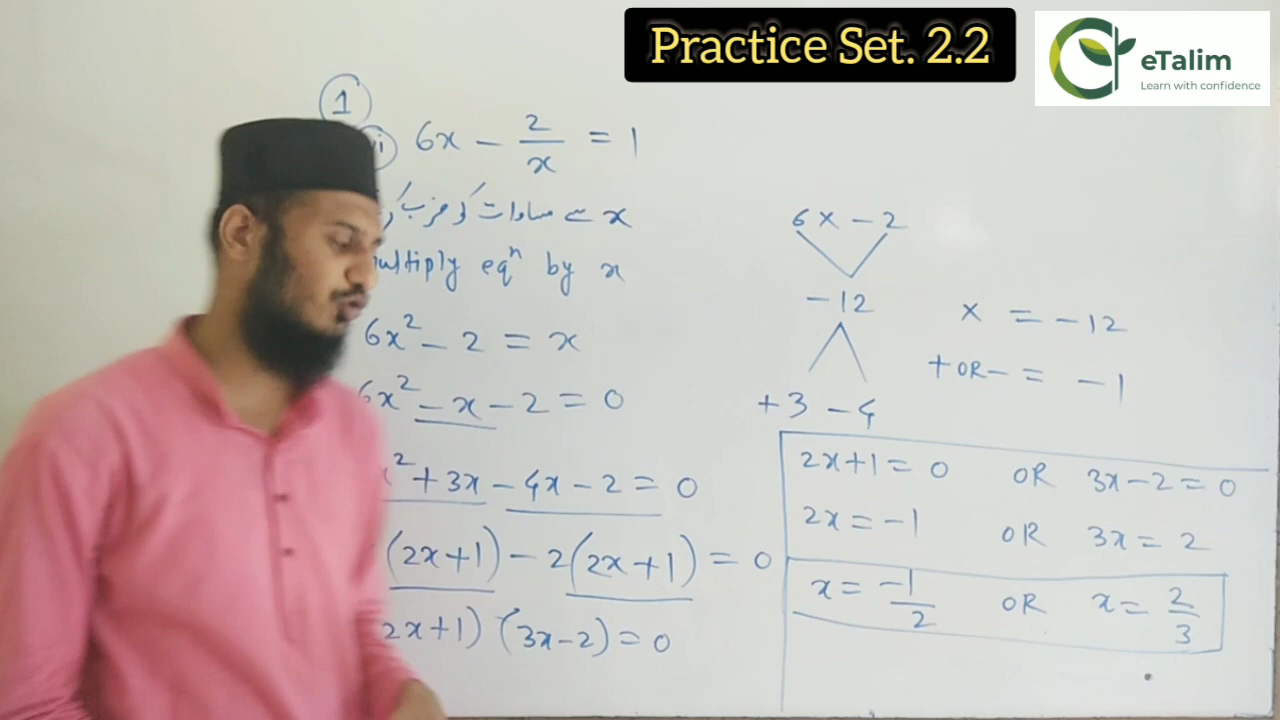 Practice Set. 2.2
eTalim
Learn with confidence
1
6x - 2/x = 1
x سے مساوات کو ضرب
multiply eqⁿ by x
6x² - 2 = x
6x² - x - 2 = 0
x² + 3x - 4x - 2 = 0
(2x+1) - 2(2x+1) = 0
2x+1) (3x-2) = 0
6 x - 2
-12
+3 -4
x = -12
+ OR - = -1
2x+1 = 0 OR 3x-2 = 0
2x = -1 OR 3x = 2
x = -1/2 OR x = 2/3